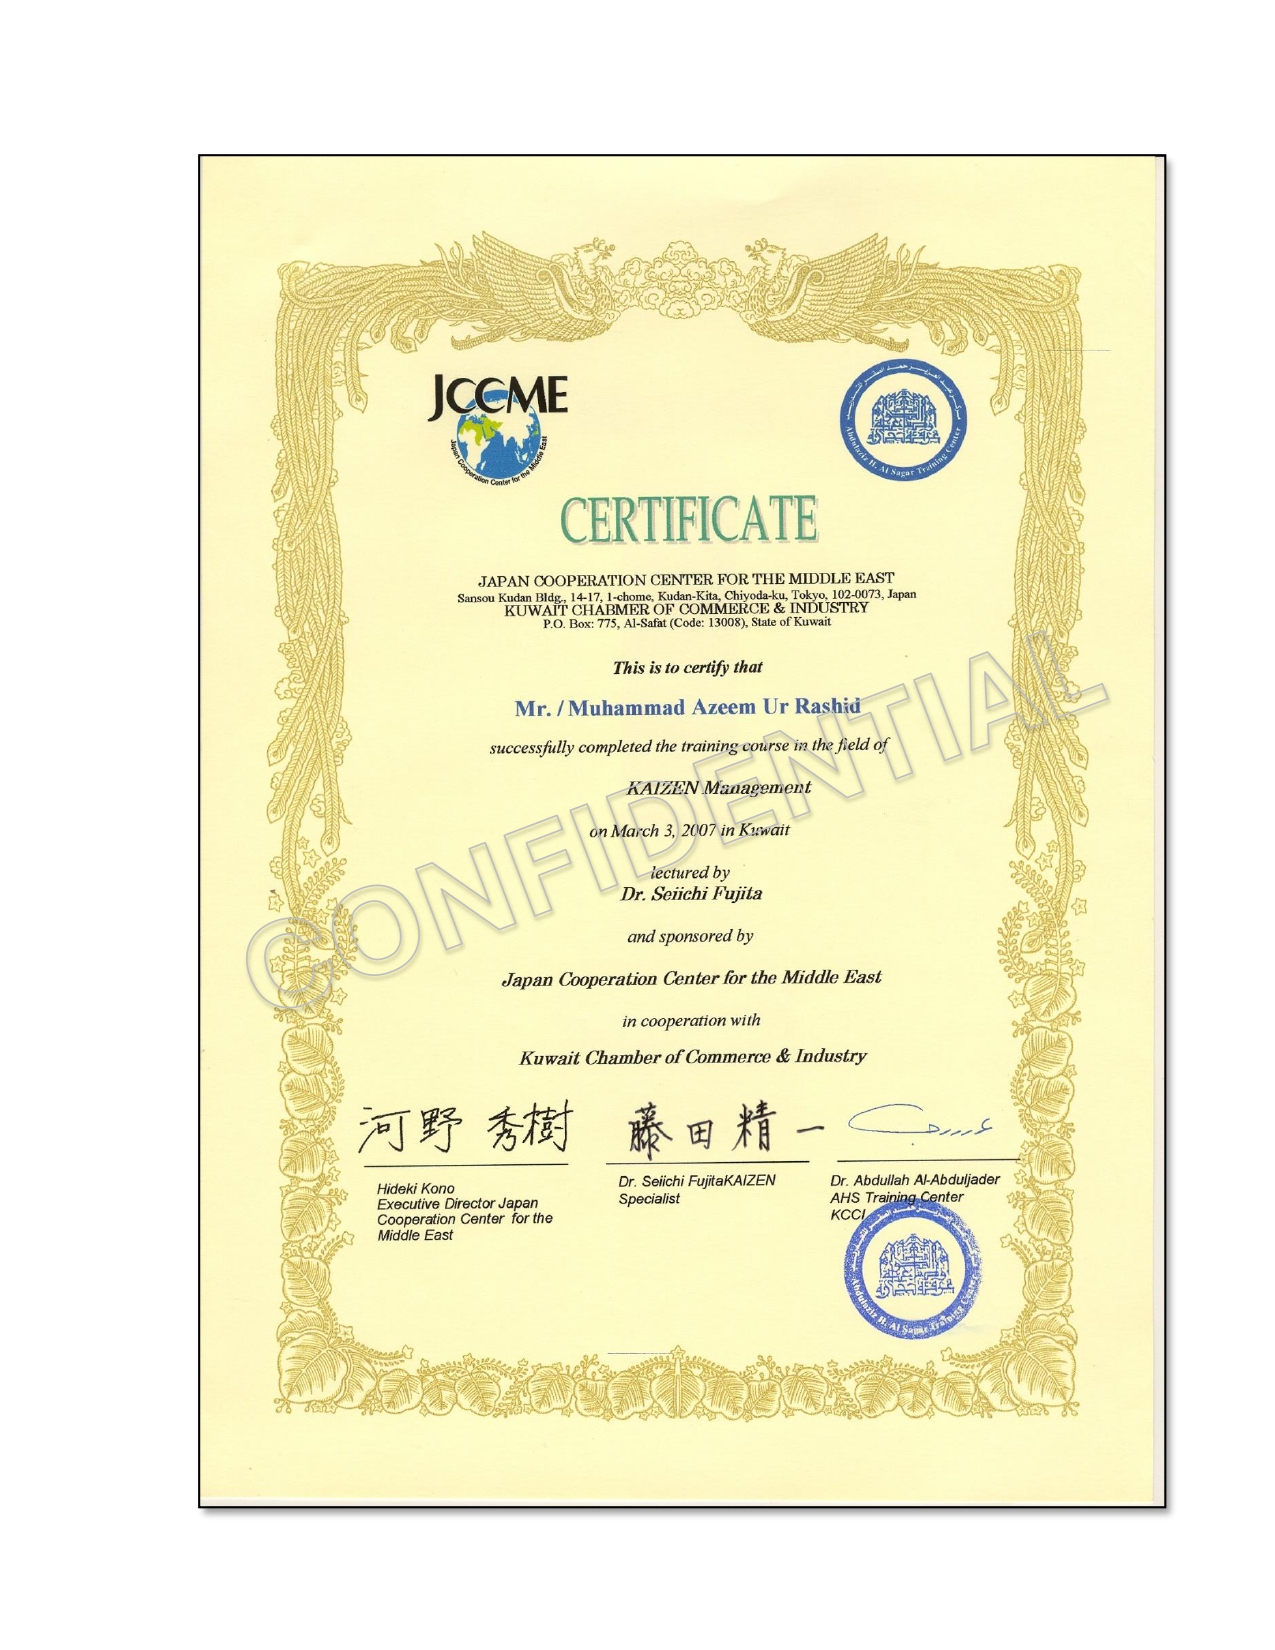 JCCME
Japan Cooperation Center for the Middle East
Abdulaziz H. Al Sagar Training Center
CERTIFICATE
JAPAN COOPERATION CENTER FOR THE MIDDLE EAST
Sansou Kudan Bldg., 14-17, 1-chome, Kudan-Kita, Chiyoda-ku, Tokyo, 102-0073, Japan
KUWAIT CHABMER OF COMMERCE & INDUSTRY
P.O. Box: 775, Al-Safat (Code: 13008), State of Kuwait
This is to certify that
Mr. / Muhammad Azeem Ur Rashid
successfully completed the training course in the field of
KAIZEN Management
on March 3, 2007 in Kuwait
lectured by
Dr. Seiichi Fujita
and sponsored by
Japan Cooperation Center for the Middle East
in cooperation with
Kuwait Chamber of Commerce & Industry
CONFIDENTIAL
河野 秀樹
藤田精一
Hideki Kono
Executive Director Japan
Cooperation Center for the
Middle East
Dr. Seiichi FujitaKAIZEN
Specialist
Dr. Abdullah Al-Abduljader
AHS Training Center
KCCI
Abdulaziz H. Al Sagar Training Center